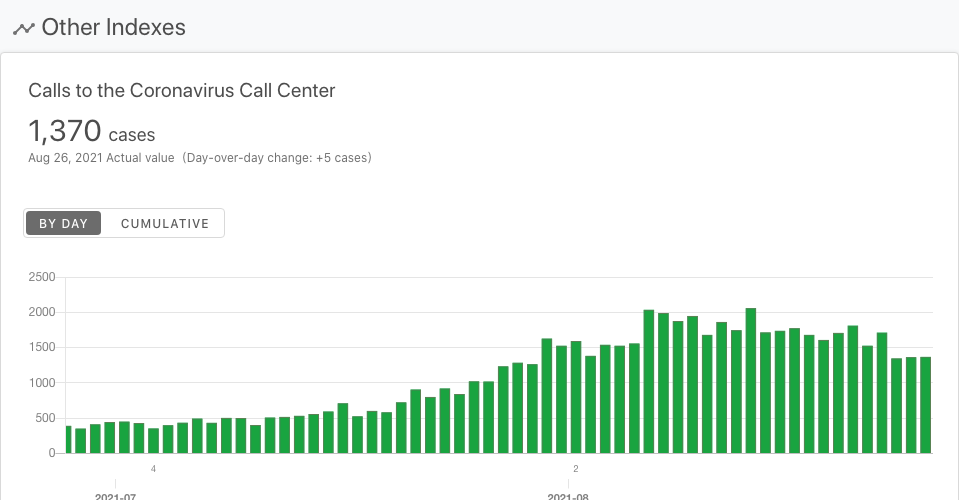 Other Indexes
Calls to the Coronavirus Call Center
1,370 cases
Aug 26, 2021 Actual value (Day-over-day change: +5 cases)
BY DAY CUMULATIVE
2500
2000
1500
1000
500
0
4 2
2021-07 2021-08